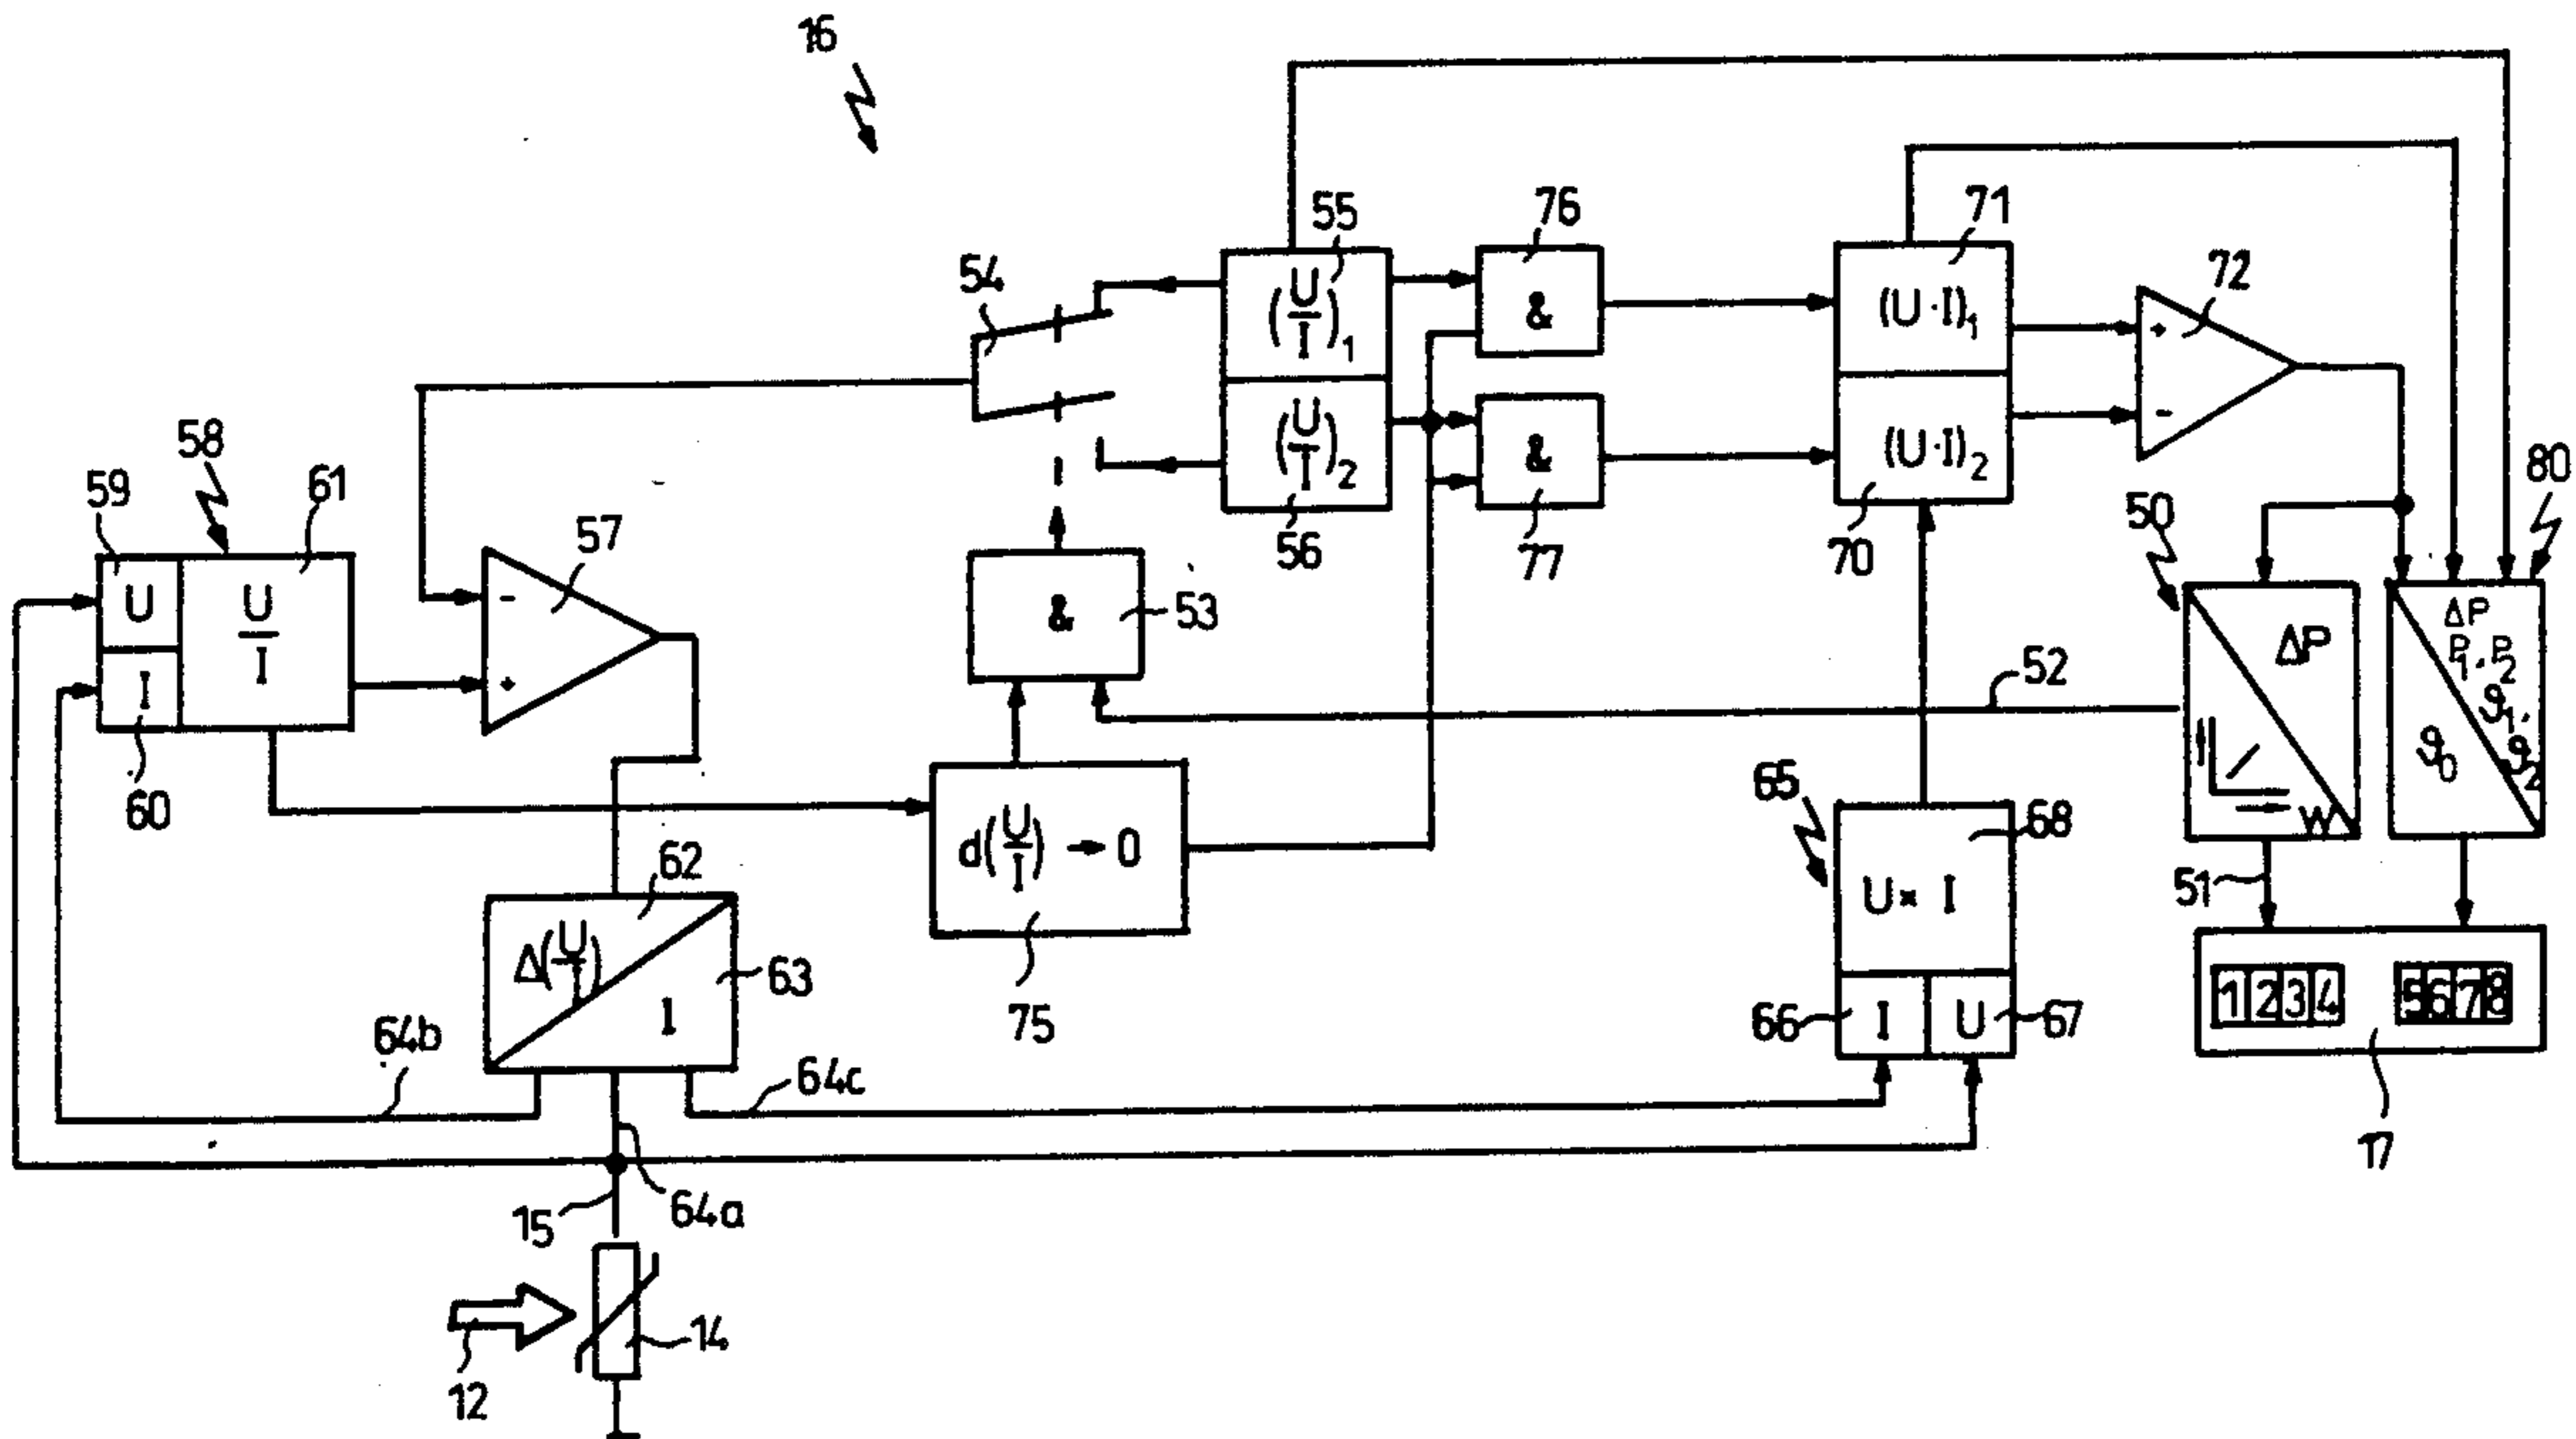 16
55
76
71
72
54
(U/I)₁
&
(U·I)₁
+
-
58
(U/I)₂
&
(U·I)₂
80
59
61
57
56
77
70
50
U
U/I
-
&
53
ΔP
ΔP
P₁, P₂
I
+
52
ϑ₁,
ϑ₂
ϑ₀
60
65
68
W
62
d(U/I) → 0
U × I
51
Δ(U/I)
63
I
75
66
I
U
67
1234
5678
64b
64c
17
15
64a
14
12